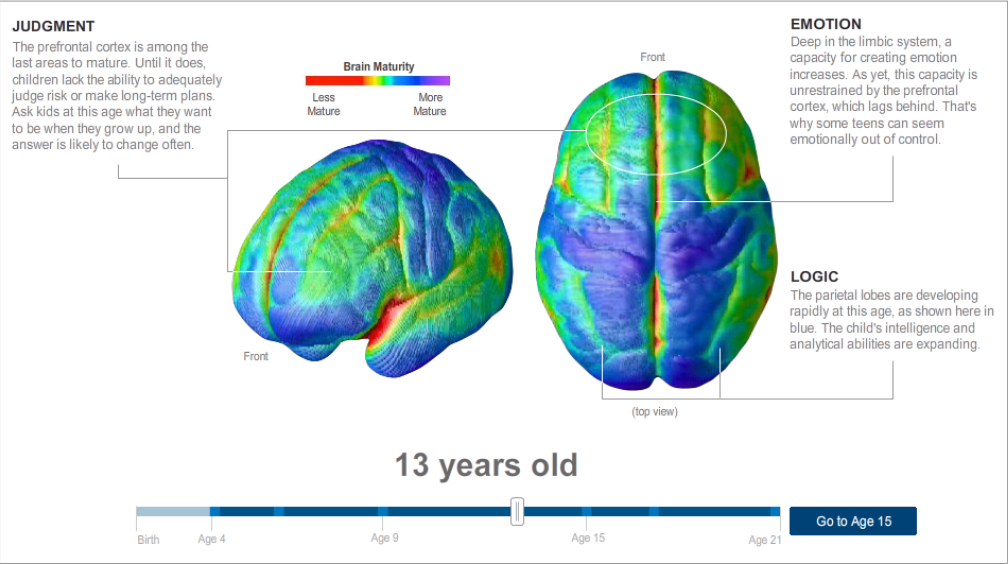 JUDGMENT
The prefrontal cortex is among the
last areas to mature. Until it does,
children lack the ability to adequately
judge risk or make long-term plans.
Ask kids at this age what they want
to be when they grow up, and the
answer is likely to change often.
Brain Maturity
Less
Mature
More
Mature
Front
Front
(top view)
EMOTION
Deep in the limbic system, a
capacity for creating emotion
increases. As yet, this capacity is
unrestrained by the prefrontal
cortex, which lags behind. That's
why some teens can seem
emotionally out of control.
LOGIC
The parietal lobes are developing
rapidly at this age, as shown here in
blue. The child's intelligence and
analytical abilities are expanding.
13 years old
Birth
Age 4
Age 9
Age 15
Age 21
Go to Age 15